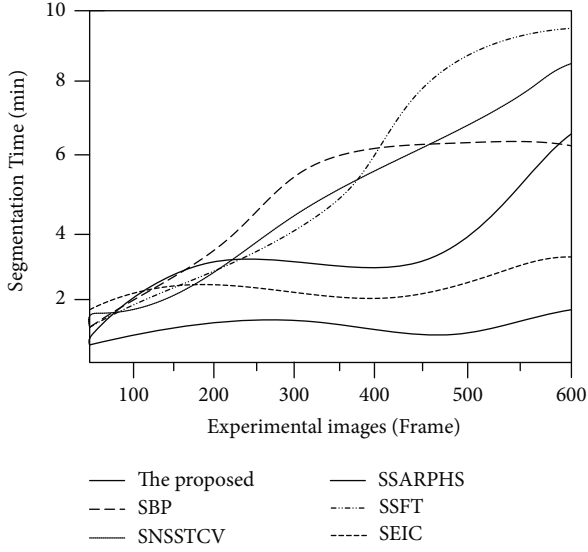 10
8
6
4
2
Segmentation Time (min)
100 200 300 400 500 600
Experimental images (Frame)
The proposed
SBP
SNSSTCV
SSARPHS
SSFT
SEIC